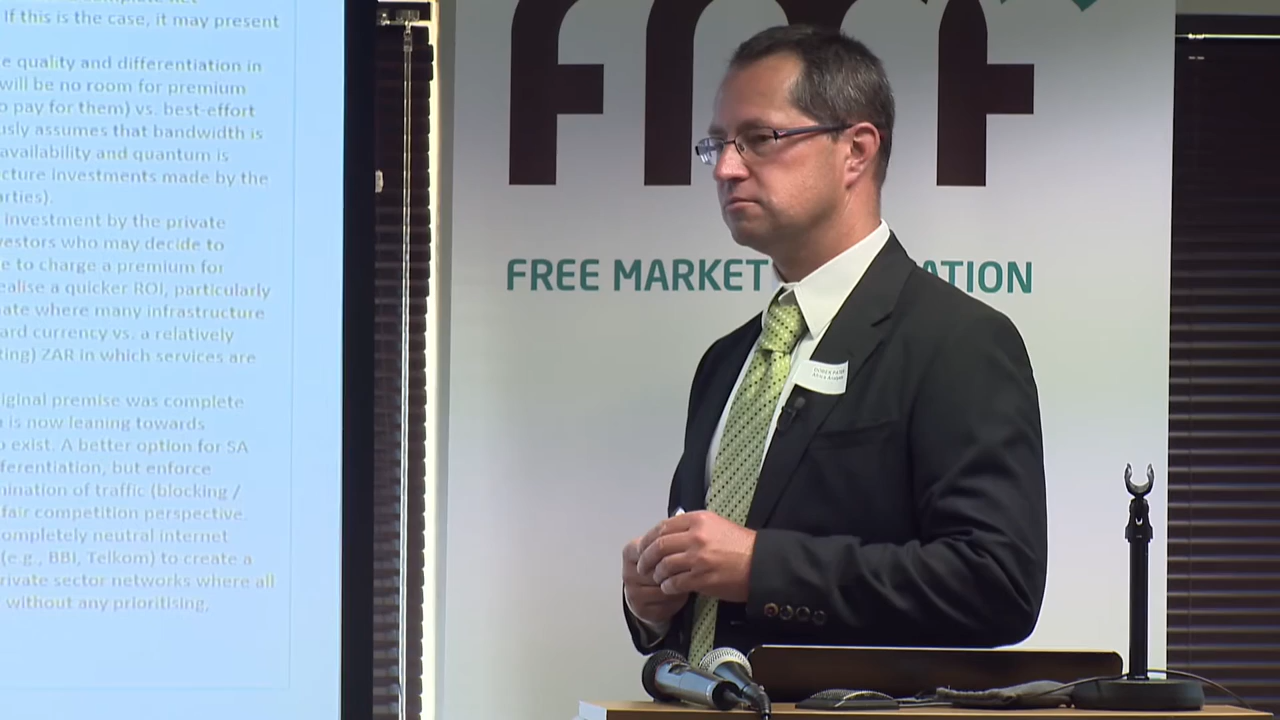 If this is the case, it may present
e quality and differentiation in
will be no room for premium
o pay for them) vs. best-effort
usly assumes that bandwidth is
availability and quantum is
cture investments made by the
arties).
investment by the private
vestors who may decide to
e to charge a premium for
ealise a quicker ROI, particularly
ate where many infrastructure
ard currency vs. a relatively
ting) ZAR in which services are
iginal premise was complete
is now leaning towards
o exist. A better option for SA
ferentiation, but enforce
mination of traffic (blocking /
fair competition perspective.
ompletely neutral internet
(e.g., BBI, Telkom) to create a
rivate sector networks where all
without any prioritising,
FMF
FREE MARKET ATION